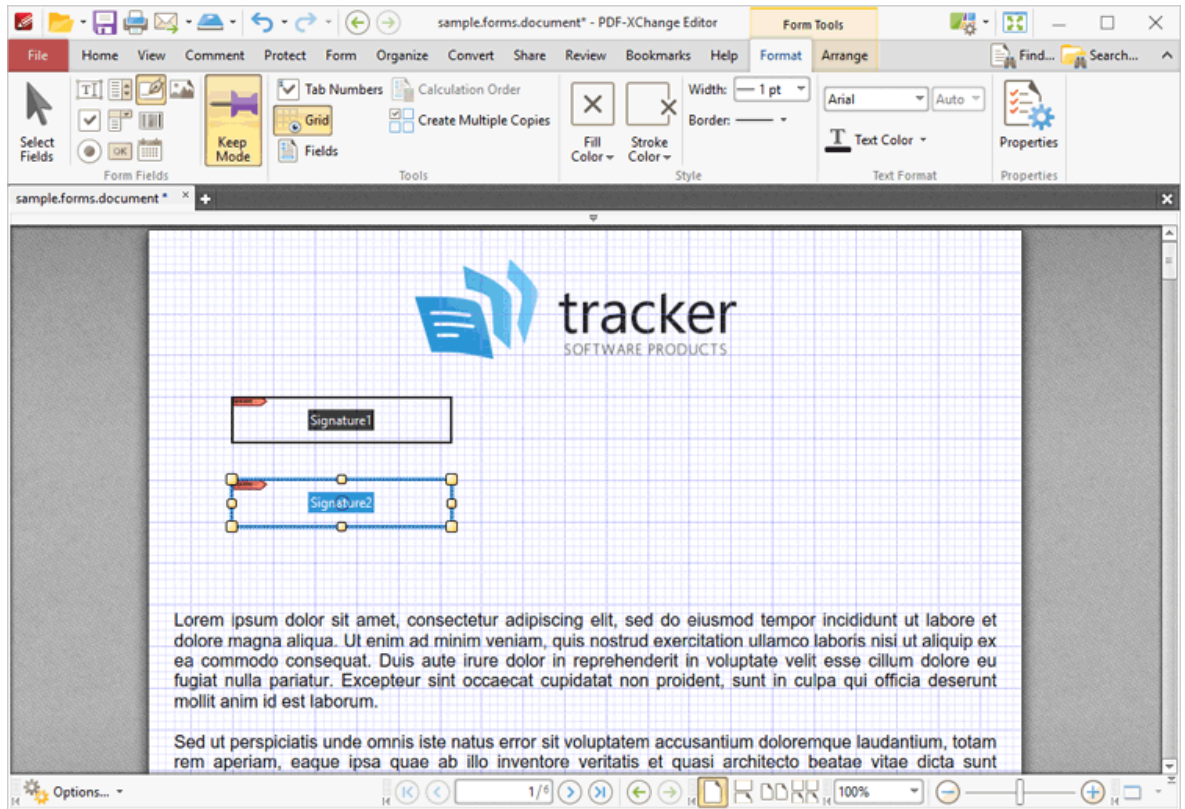 sample.forms.document* - PDF-XChange Editor
Form Tools
File Home View Comment Protect Form Organize Convert Share Review Bookmarks Help Format Arrange Find... Search...
Select Fields
OK
Form Fields
Keep Mode
Tab Numbers
Grid
Fields
Calculation Order
Create Multiple Copies
Tools
Fill Color
Stroke Color
Width: 1 pt
Border:
Style
Arial Auto
Text Color
Text Format
Properties
Properties
sample.forms.document *
tracker
SOFTWARE PRODUCTS
Signature1
Signature2
Lorem ipsum dolor sit amet, consectetur adipiscing elit, sed do eiusmod tempor incididunt ut labore et
dolore magna aliqua. Ut enim ad minim veniam, quis nostrud exercitation ullamco laboris nisi ut aliquip ex
ea commodo consequat. Duis aute irure dolor in reprehenderit in voluptate velit esse cillum dolore eu
fugiat nulla pariatur. Excepteur sint occaecat cupidatat non proident, sunt in culpa qui officia deserunt
mollit anim id est laborum.
Sed ut perspiciatis unde omnis iste natus error sit voluptatem accusantium doloremque laudantium, totam
rem aperiam, eaque ipsa quae ab illo inventore veritatis et quasi architecto beatae vitae dicta sunt
Options... 1/6 100%